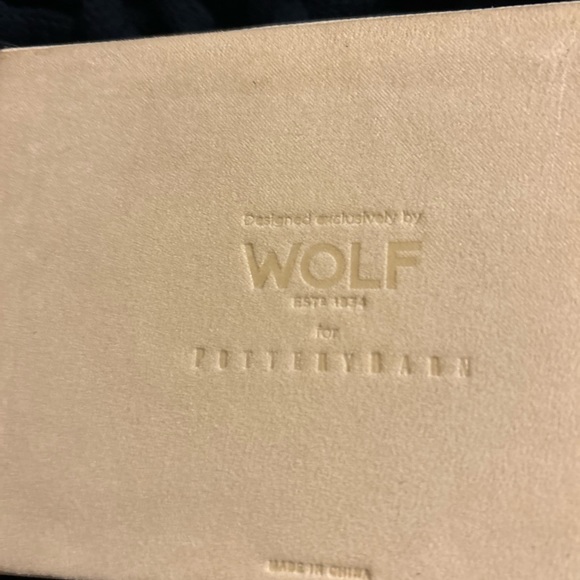 Designed exclusively by
WOLF
ESTD 1834
for
POTTERYBARN
MADE IN CHINA